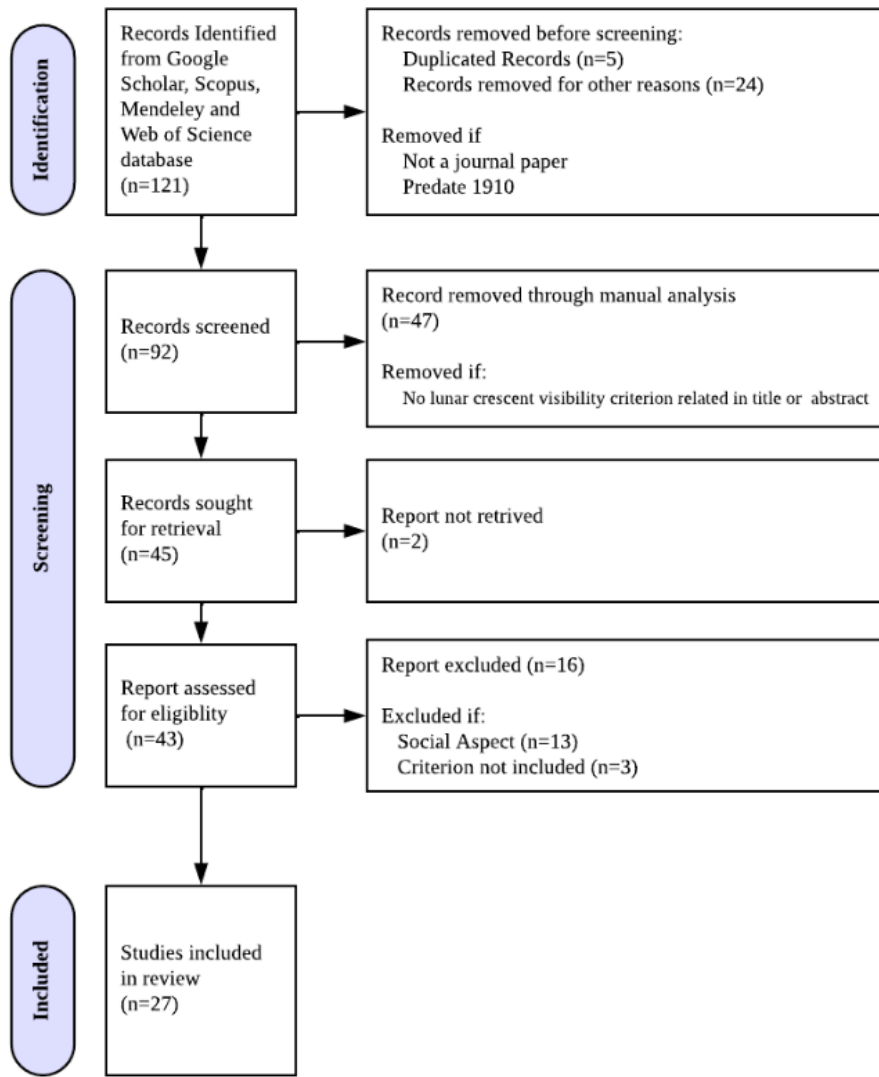 Identification
Records Identified
from Google
Scholar, Scopus,
Mendeley and
Web of Science
database
(n=121)
Records removed before screening:
Duplicated Records (n=5)
Records removed for other reasons (n=24)
Removed if
Not a journal paper
Predate 1910
Screening
Records screened
(n=92)
Record removed through manual analysis
(n=47)
Removed if:
No lunar crescent visibility criterion related in title or abstract
Records sought
for retrieval
(n=45)
Report not retrived
(n=2)
Report assessed
for eligiblity
(n=43)
Report excluded (n=16)
Excluded if:
Social Aspect (n=13)
Criterion not included (n=3)
Included
Studies included
in review
(n=27)